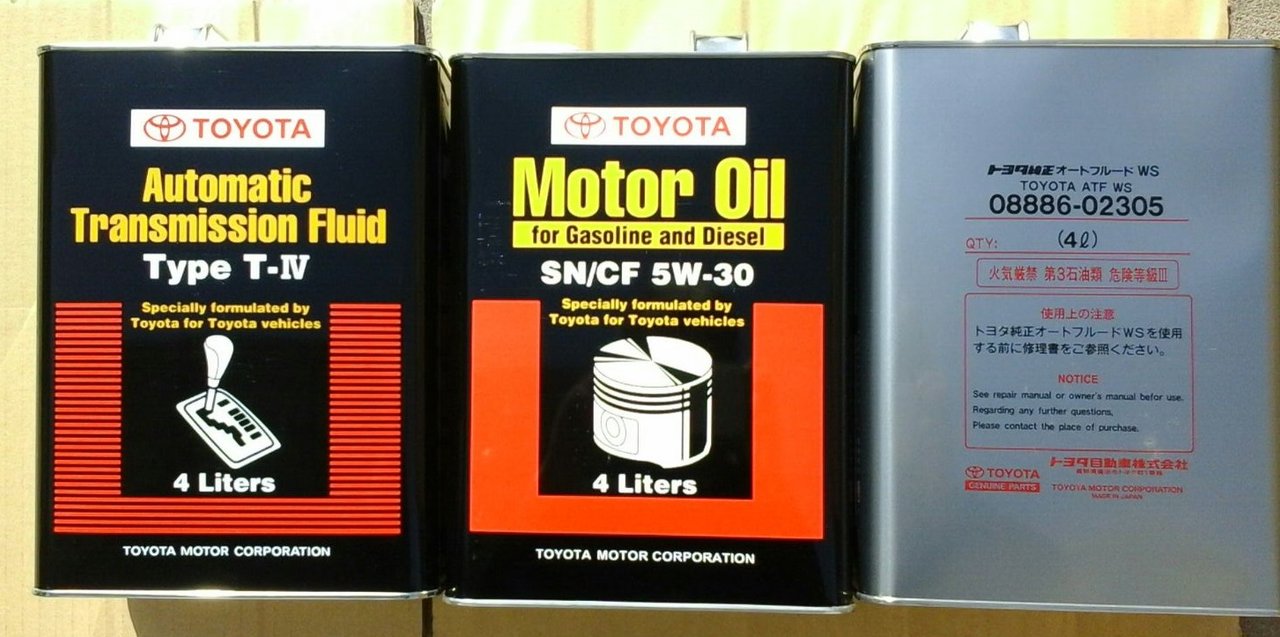 TOYOTA
Automatic
Transmission Fluid
Type T-Ⅳ
Specially formulated by
Toyota for Toyota vehicles
4 Liters
TOYOTA MOTOR CORPORATION
TOYOTA
Motor Oil
for Gasoline and Diesel
SN/CF 5W-30
Specially formulated by
Toyota for Toyota vehicles
4 Liters
TOYOTA MOTOR CORPORATION
トヨタ純正オートフルード WS
TOYOTA ATF WS
08886-02305
QTY: (4ℓ)
火気厳禁 第3石油類 危険等級Ⅲ
使用上の注意
トヨタ純正オートフルードWSを使用
する前に修理書をご参照ください。
NOTICE
See repair manual or owner's manual befor use.
Regarding any further questions,
Please contact the place of purchase.
TOYOTA
GENUINE PARTS
トヨタ自動車株式会社
TOYOTA MOTOR CORPORATION
MADE IN JAPAN